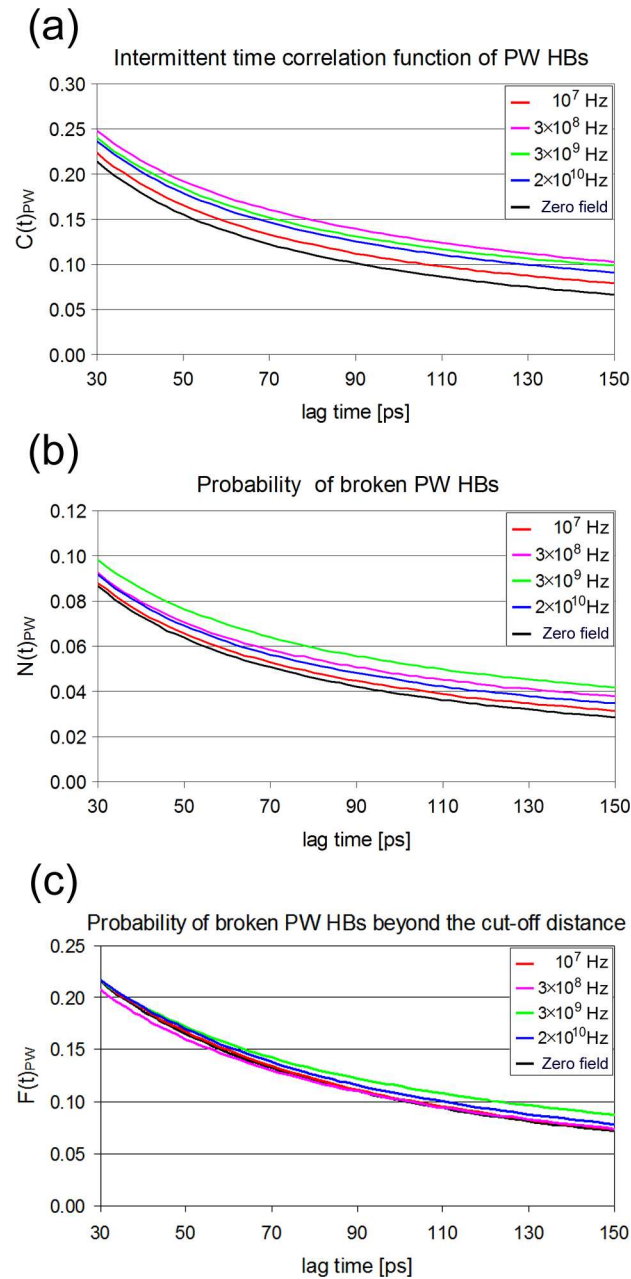 (a)
Intermittent time correlation function of PW HBs
0.30
0.25
0.20
0.15
0.10
0.05
0.00
C(t)PW
10⁷ Hz
3×10⁸ Hz
3×10⁹ Hz
2×10¹⁰Hz
Zero field
30 50 70 90 110 130 150
lag time [ps]
(b)
Probability of broken PW HBs
0.12
0.10
0.08
0.06
0.04
0.02
0.00
N(t)PW
10⁷ Hz
3×10⁸ Hz
3×10⁹ Hz
2×10¹⁰Hz
Zero field
30 50 70 90 110 130 150
lag time [ps]
(c)
Probability of broken PW HBs beyond the cut-off distance
0.25
0.20
0.15
0.10
0.05
0.00
F(t)PW
10⁷ Hz
3×10⁸ Hz
3×10⁹ Hz
2×10¹⁰Hz
Zero field
30 50 70 90 110 130 150
lag time [ps]